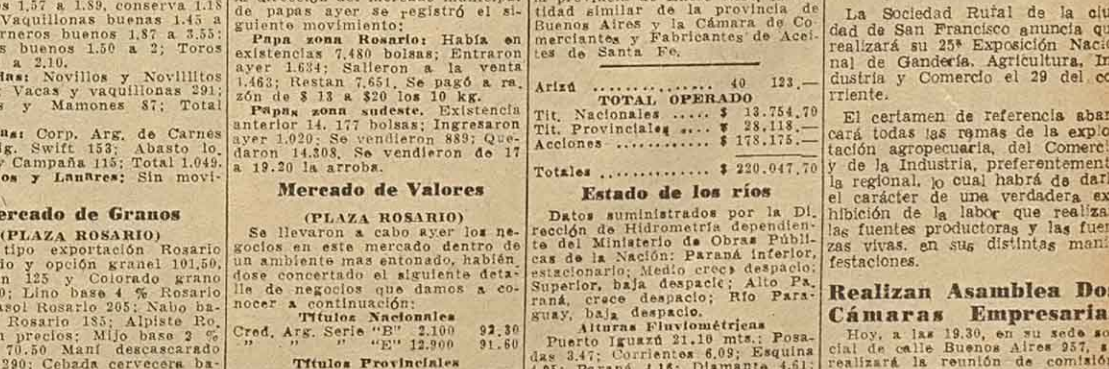 s 1,57 a 1.89, conserva 1.18
Vaquillonas buenas 1.45 a
rneros buenos 1.87 a 3.55:
s buenos 1.50 a 2; Toros
a 2.10.
Novillos y Novillitos
Vacas y vaquillonas 291;
s y Mamones 87; Total
Corp. Arg. de Carnes
g. Swift 153; Abasto lo.
y Campaña 115; Total 1.049.
os y Lanares: Sin movi-
ercado de Granos
(PLAZA ROSARIO)
tipo exportación Rosario
io y opción granel 101,50,
n 125 y Colorado grano
0; Lino base 4 % Rosario
asol Rosario 205; Nabo ba-
Rosario 185; Alpiste Ro.
n precios; Mijo base 2 %
70.50 Maní descascarado
290; Cebada cervecera ba-
de papas ayer se registró el si-
guiente movimiento:
Papa zona Rosario: Había en
existencias 7.480 bolsas; Entraron
ayer 1.634; Salleron a la venta
1.463; Restan 7.651. Se pagó a ra.
zón de $ 13 a $20 los 10 kg.
Papas zona sudeste. Existencia
anterior 14. 177 bolsas; Ingresaron
ayer 1.020; Se vendieron 889; Que-
daron 14.308. Se vendieron de 17
a 19.20 la arroba.
Mercado de Valores
(PLAZA ROSARIO)
Se llevaron a cabo ayer los ne-
gocios en este mercado dentro de
un ambiente mas entonado, habién.
dose concertado el siguiente deta-
lle de negocios que damos a co-
nocer a continuación:
Títulos Nacionales
Cred. Arg. Serie "B" 2.100 92.30
" " " "E" 12.900 91.60
Títulos Provinciales
tidad similar de la provincia de
Buenos Aires y la Cámara de Co-
merciantes y Fabricantes de Acei-
tes de Santa Fe.
Arizú ........... 40 123.—
TOTAL OPERADO
Tit. Nacionales ..... $ 13.754.70
Tit. Provinciales .... $ 28.118.—
Acciones ............ $ 178.175.—
Totales ............. $ 220.047.70
Estado de los ríos
Datos suministrados por la Di.
rección de Hidrometría dependien-
te del Ministerio de Obras Públi-
cas de la Nación: Paraná inferior,
estacionario; Medio crece despacio;
Superior, baja despacie; Alto Pa.
raná, crece despacio; Río Para-
guay, baja despacio.
Alturas Fluviométricas
Puerto Iguazú 21.10 mts.; Posa-
das 3.47; Corrientes 6.09; Esquina
Paraná 4.18; Diamante 4.61;
La Sociedad Rural de la ciu
dad de San Francisco anuncia qu
realizará su 25ª Exposición Nacio
nal de Gandería. Agricultura, In
dustria y Comercio el 29 del co
rriente.
El certamen de referencia abar
cará todas las ramas de la explo
tación agropecuaria, del Comerc
y de la Industria, preferentement
la regional, lo cual habrá de darl
el carácter de una verdadera ex
hibición de la labor que realiza
las fuentes productoras y las fuer
zas vivas, en sus distintas mani
festaciones.
Realizan Asamblea Do
Cámaras Empresaria
Hoy, a las 19.30, en su sede so
cial de calle Buenos Aires 957, s
realizará la reunión de comisión